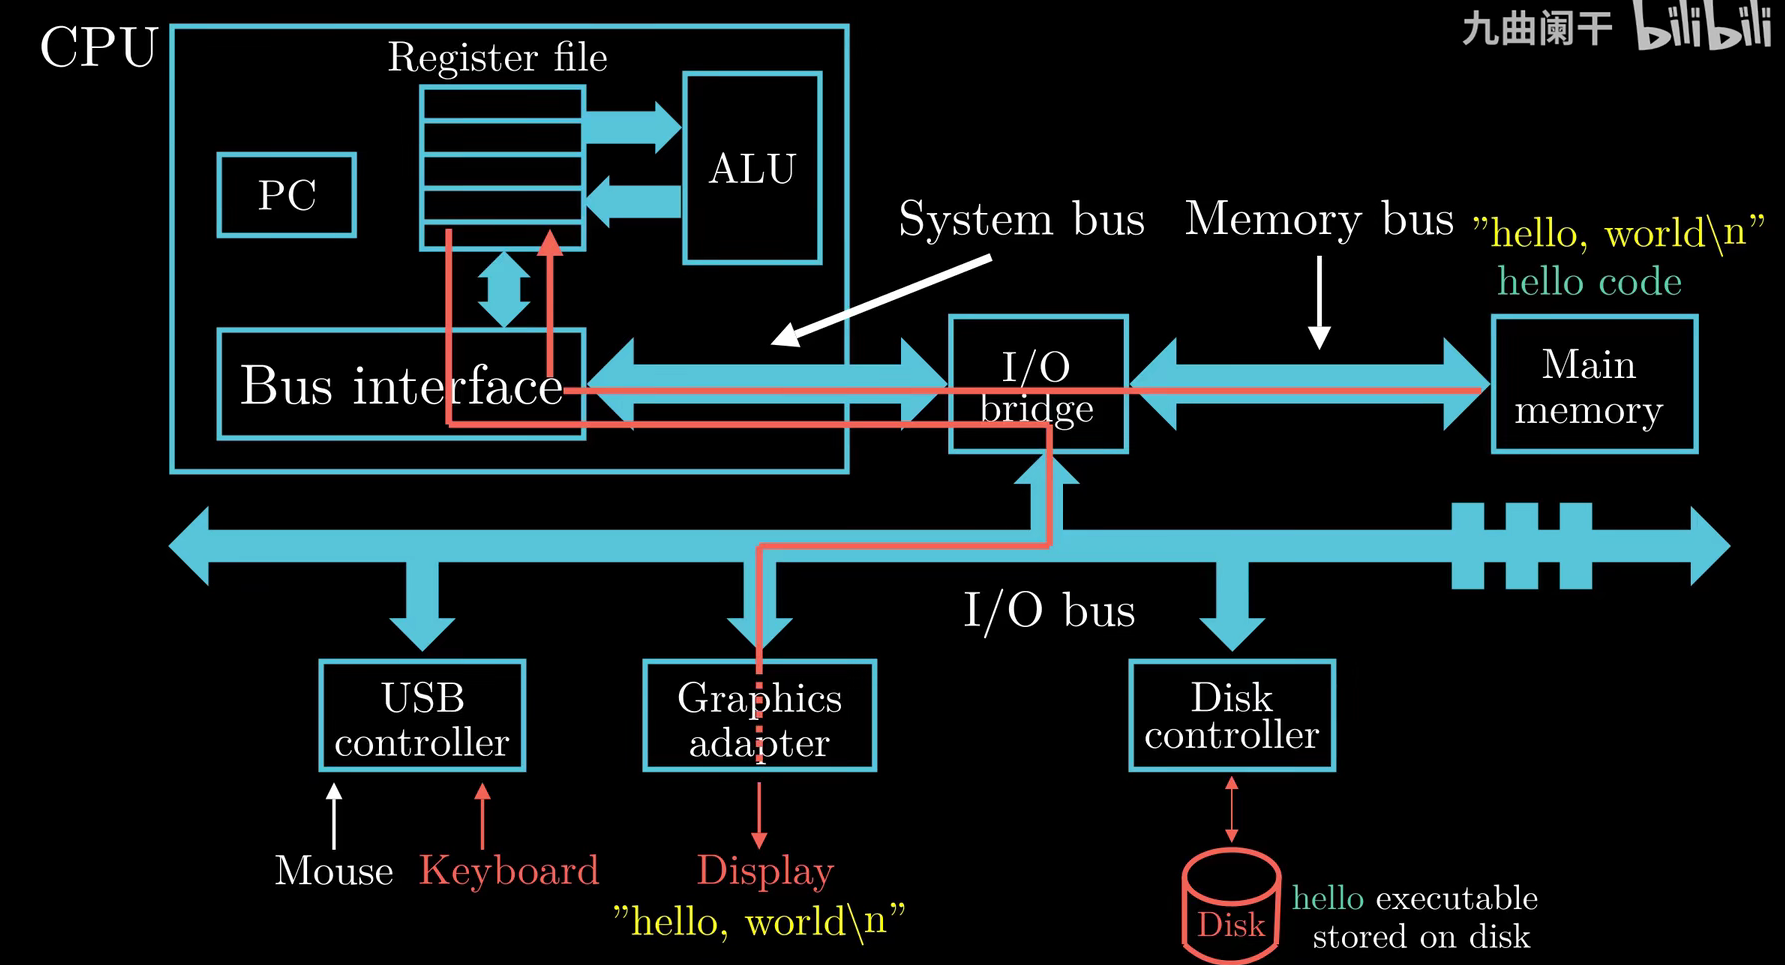 九曲阑干 bilibili
CPU
Register file
PC
ALU
System bus
Memory bus
"hello, world\n"
hello code
Bus interface
I/O
bridge
Main
memory
I/O bus
USB
controller
Graphics
adapter
Disk
controller
Mouse
Keyboard
Display
"hello, world\n"
Disk
hello executable
stored on disk